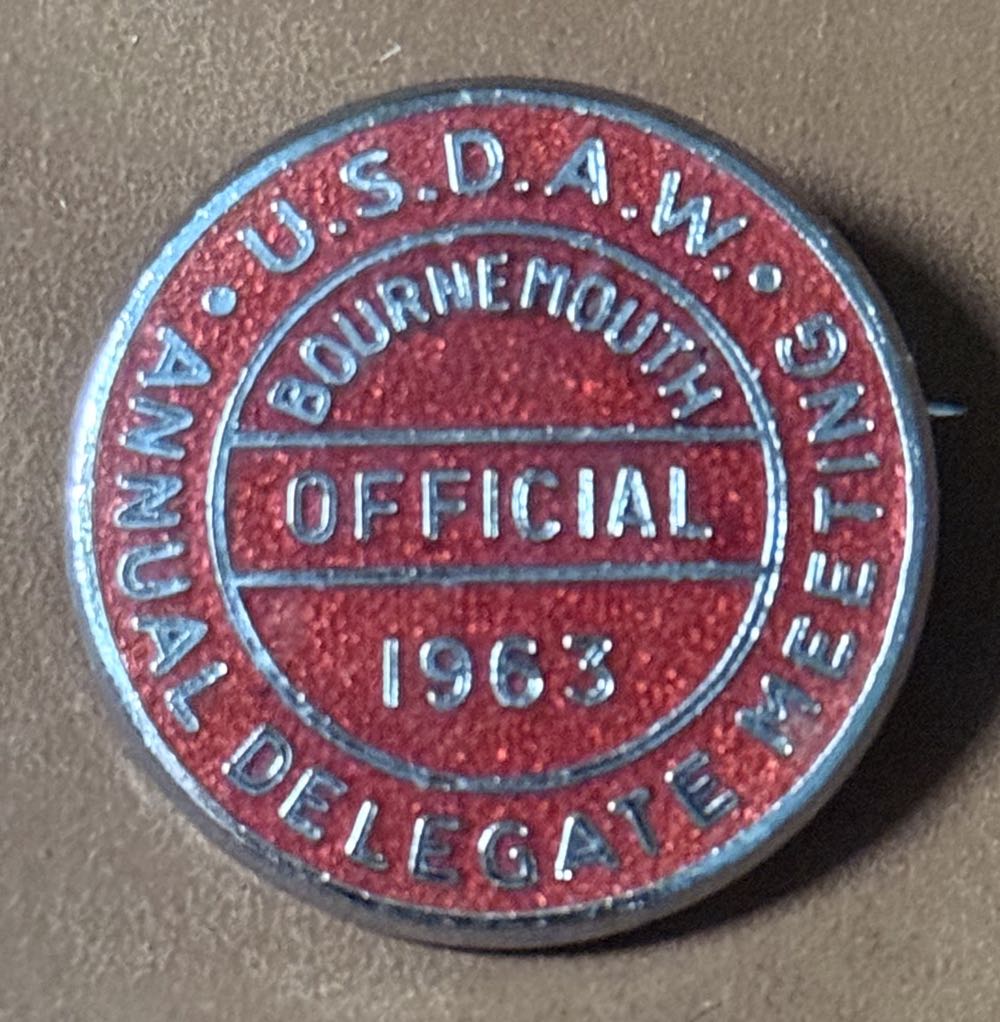 U.S.D.A.W.
ANNUAL DELEGATE MEETING
BOURNEMOUTH
OFFICIAL
1963